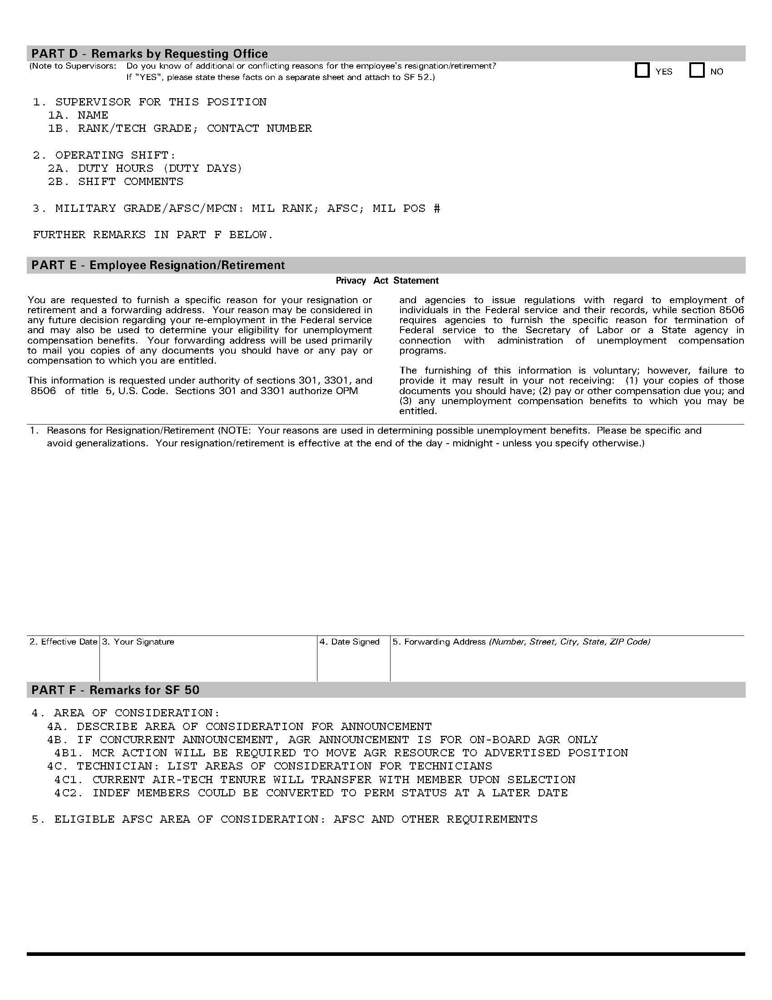 PART D - Remarks by Requesting Office
(Note to Supervisors: Do you know of additional or conflicting reasons for the employee's resignation/retirement?
If "YES", please state these facts on a separate sheet and attach to SF 52.)
YES NO
1. SUPERVISOR FOR THIS POSITION
1A. NAME
1B. RANK/TECH GRADE; CONTACT NUMBER
2. OPERATING SHIFT:
2A. DUTY HOURS (DUTY DAYS)
2B. SHIFT COMMENTS
3. MILITARY GRADE/AFSC/MPCN: MIL RANK; AFSC; MIL POS #
FURTHER REMARKS IN PART F BELOW.
PART E - Employee Resignation/Retirement
Privacy Act Statement
You are requested to furnish a specific reason for your resignation or
retirement and a forwarding address. Your reason may be considered in
any future decision regarding your re-employment in the Federal service
and may also be used to determine your eligibility for unemployment
compensation benefits. Your forwarding address will be used primarily
to mail you copies of any documents you should have or any pay or
compensation to which you are entitled.
This information is requested under authority of sections 301, 3301, and
8506 of title 5, U.S. Code. Sections 301 and 3301 authorize OPM
and agencies to issue regulations with regard to employment of
individuals in the Federal service and their records, while section 8506
requires agencies to furnish the specific reason for termination of
Federal service to the Secretary of Labor or a State agency in
connection with administration of unemployment compensation
programs.
The furnishing of this information is voluntary; however, failure to
provide it may result in your not receiving: (1) your copies of those
documents you should have; (2) pay or other compensation due you; and
(3) any unemployment compensation benefits to which you may be
entitled.
1. Reasons for Resignation/Retirement (NOTE: Your reasons are used in determining possible unemployment benefits. Please be specific and
avoid generalizations. Your resignation/retirement is effective at the end of the day - midnight - unless you specify otherwise.)
2. Effective Date 3. Your Signature 4. Date Signed 5. Forwarding Address (Number, Street, City, State, ZIP Code)
PART F - Remarks for SF 50
4. AREA OF CONSIDERATION:
4A. DESCRIBE AREA OF CONSIDERATION FOR ANNOUNCEMENT
4B. IF CONCURRENT ANNOUNCEMENT, AGR ANNOUNCEMENT IS FOR ON-BOARD AGR ONLY
4B1. MCR ACTION WILL BE REQUIRED TO MOVE AGR RESOURCE TO ADVERTISED POSITION
4C. TECHNICIAN: LIST AREAS OF CONSIDERATION FOR TECHNICIANS
4C1. CURRENT AIR-TECH TENURE WILL TRANSFER WITH MEMBER UPON SELECTION
4C2. INDEF MEMBERS COULD BE CONVERTED TO PERM STATUS AT A LATER DATE
5. ELIGIBLE AFSC AREA OF CONSIDERATION: AFSC AND OTHER REQUIREMENTS